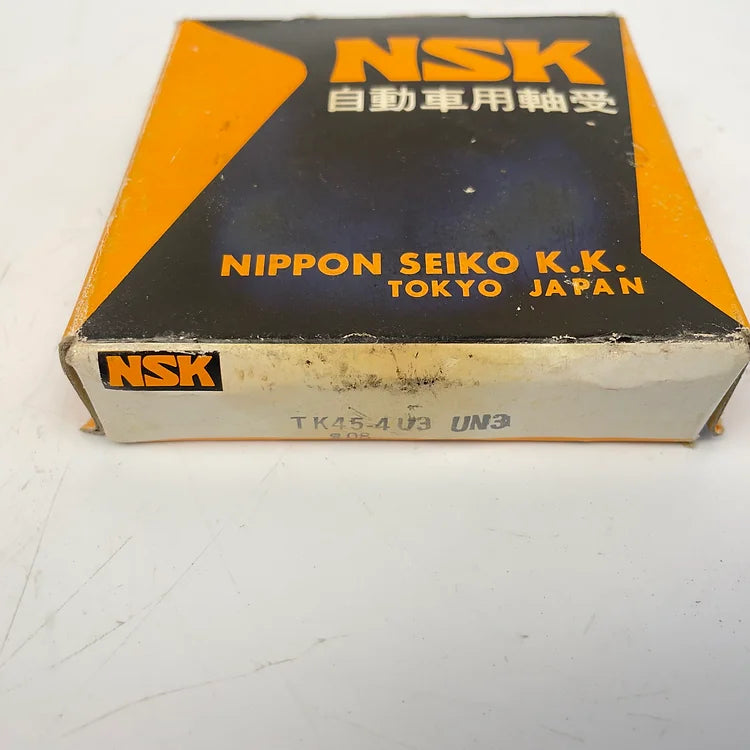 NSK
自動車用軸受
NIPPON SEIKO K.K.
TOKYO JAPAN
NSK
TK45-4U3 UN3